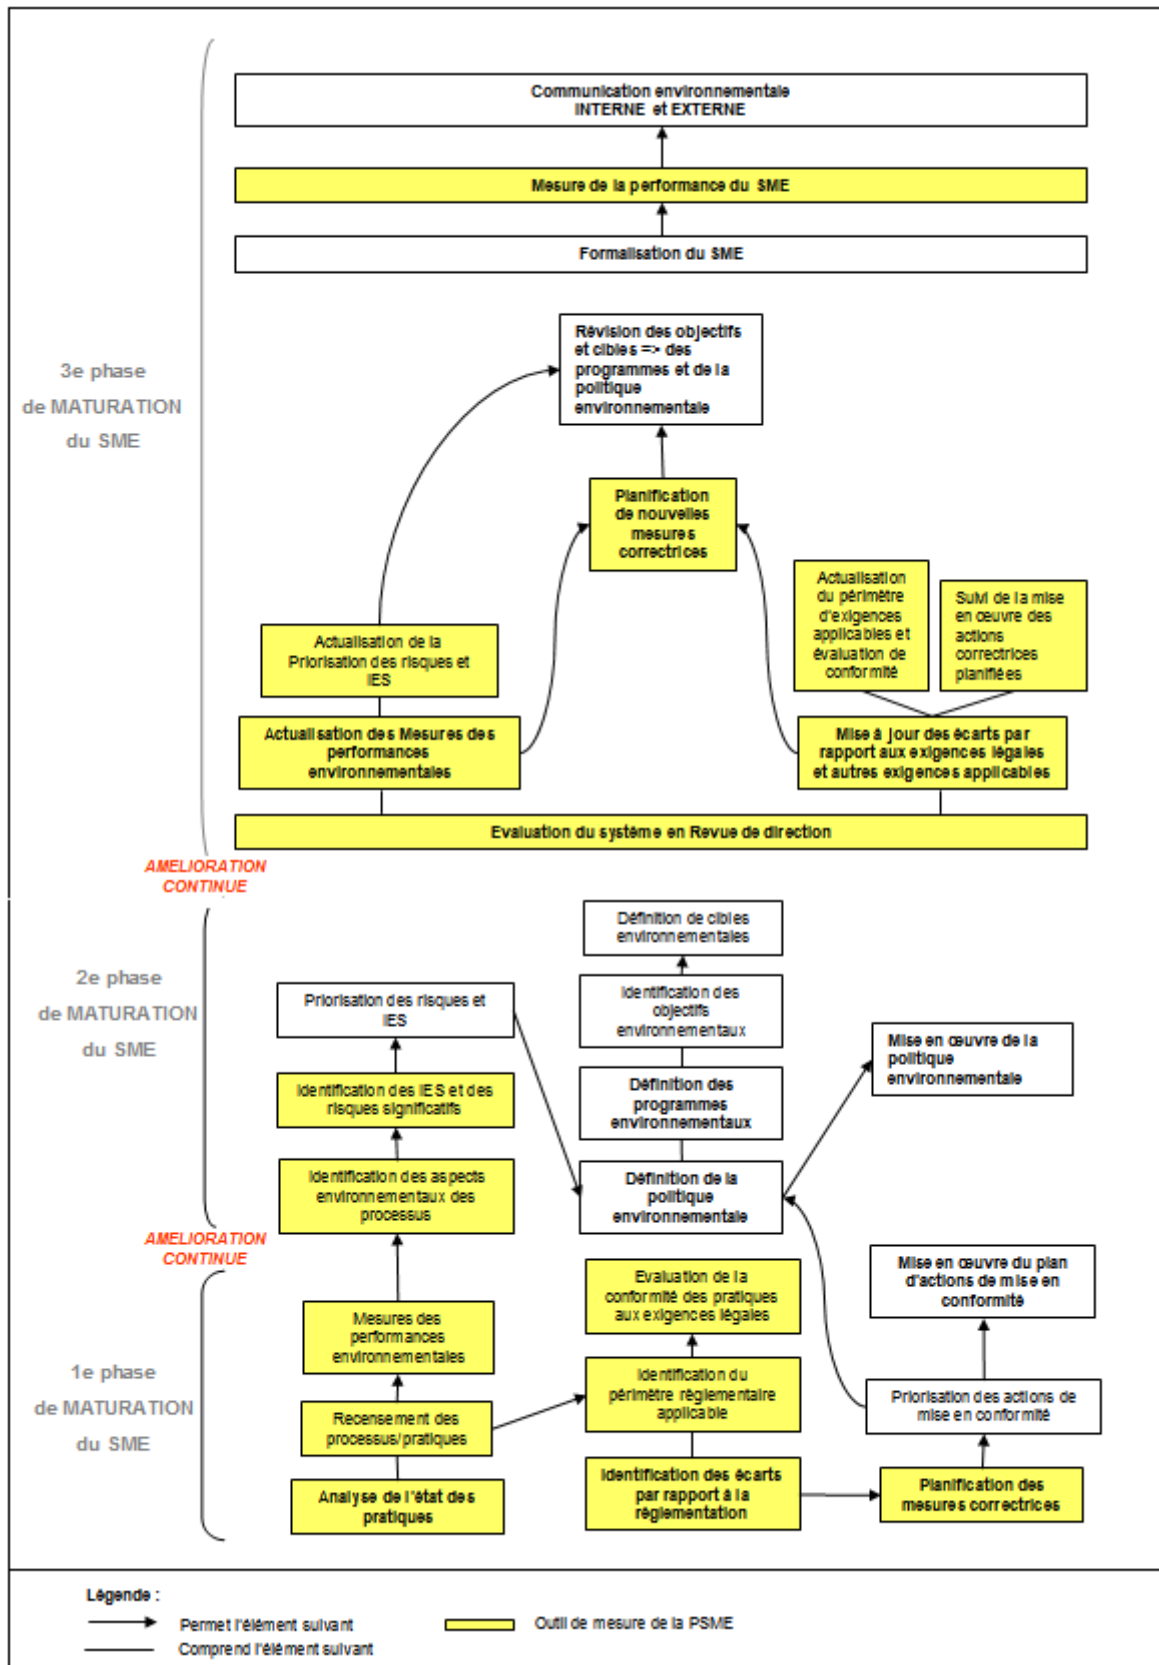 Communication environnementale
INTERNE et EXTERNE
Mesure de la performance du SME
Formalisation du SME
Révision des objectifs
et cibles => des
programmes et de la
politique
environnementale
3e phase
de MATURATION
du SME
Planification
de nouvelles
mesures
correctrices
Actualisation
du périmètre
d'exigences
applicables et
évaluation de
conformité
Suivi de la mise
en œuvre des
actions
correctrices
planifiées
Actualisation de la
Priorisation des risques et
IES
Actualisation des Mesures des
performances
environnementales
Mise à jour des écarts par
rapport aux exigences légales
et autres exigences applicables
Evaluation du système en Revue de direction
AMELIORATION
CONTINUE
2e phase
de MATURATION
du SME
Définition de cibles
environnementales
Priorisation des risques et
IES
Identification des
objectifs
environnementaux
Mise en œuvre de la
politique
environnementale
Identification des IES et des
risques significatifs
Définition des
programmes
environnementaux
Identification des aspects
environnementaux des
processus
Définition de la
politique
environnementale
AMELIORATION
CONTINUE
1e phase
de MATURATION
du SME
Evaluation de la
conformité des pratiques
aux exigences légales
Mise en œuvre du plan
d'actions de mise en
conformité
Mesures des
performances
environnementales
Identification du
périmètre règlementaire
applicable
Priorisation des actions de
mise en conformité
Recensement des
processus/pratiques
Analyse de l'état des
pratiques
Identification des écarts
par rapport à la
règlementation
Planification des
mesures correctrices
Légende :
Permet l'élément suivant
Outil de mesure de la PSME
Comprend l'élément suivant